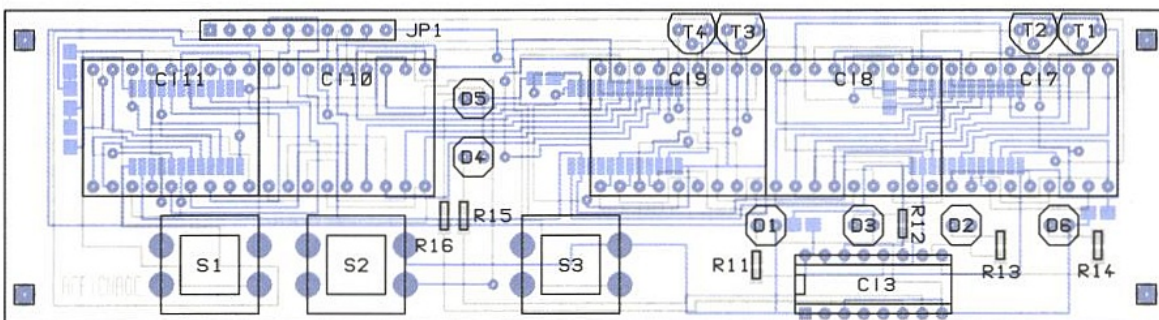 JP1
T4 T3 T2 T1
CI11 CI10 CI9 CI8 CI7
D5
D4
R15
R16
D1 D3 R12 D2 D6
S1 S2 S3
R11 CI3 R13 R14
AFFICHAGE